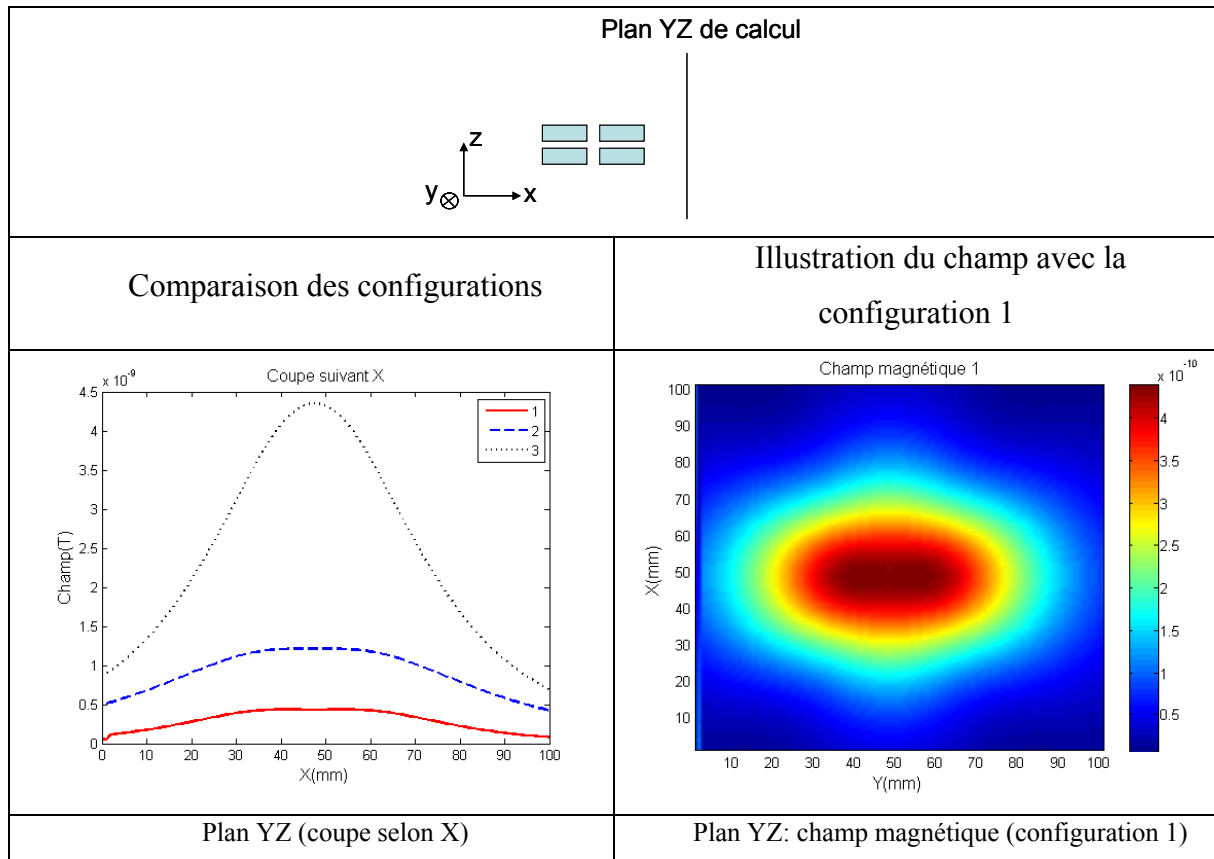 Plan YZ de calcul
z
y
x
Comparaison des configurations
Illustration du champ avec la
configuration 1
x 10⁻⁹
Coupe suivant X
4.5
4
3.5
3
2.5
2
1.5
1
0.5
0
Champ(T)
1
2
3
0 10 20 30 40 50 60 70 80 90 100
X(mm)
Champ magnétique 1
x 10⁻¹⁰
100
90
80
70
60
50
40
30
20
10
X(mm)
10 20 30 40 50 60 70 80 90 100
Y(mm)
4
3.5
3
2.5
2
1.5
1
0.5
Plan YZ (coupe selon X)
Plan YZ: champ magnétique (configuration 1)